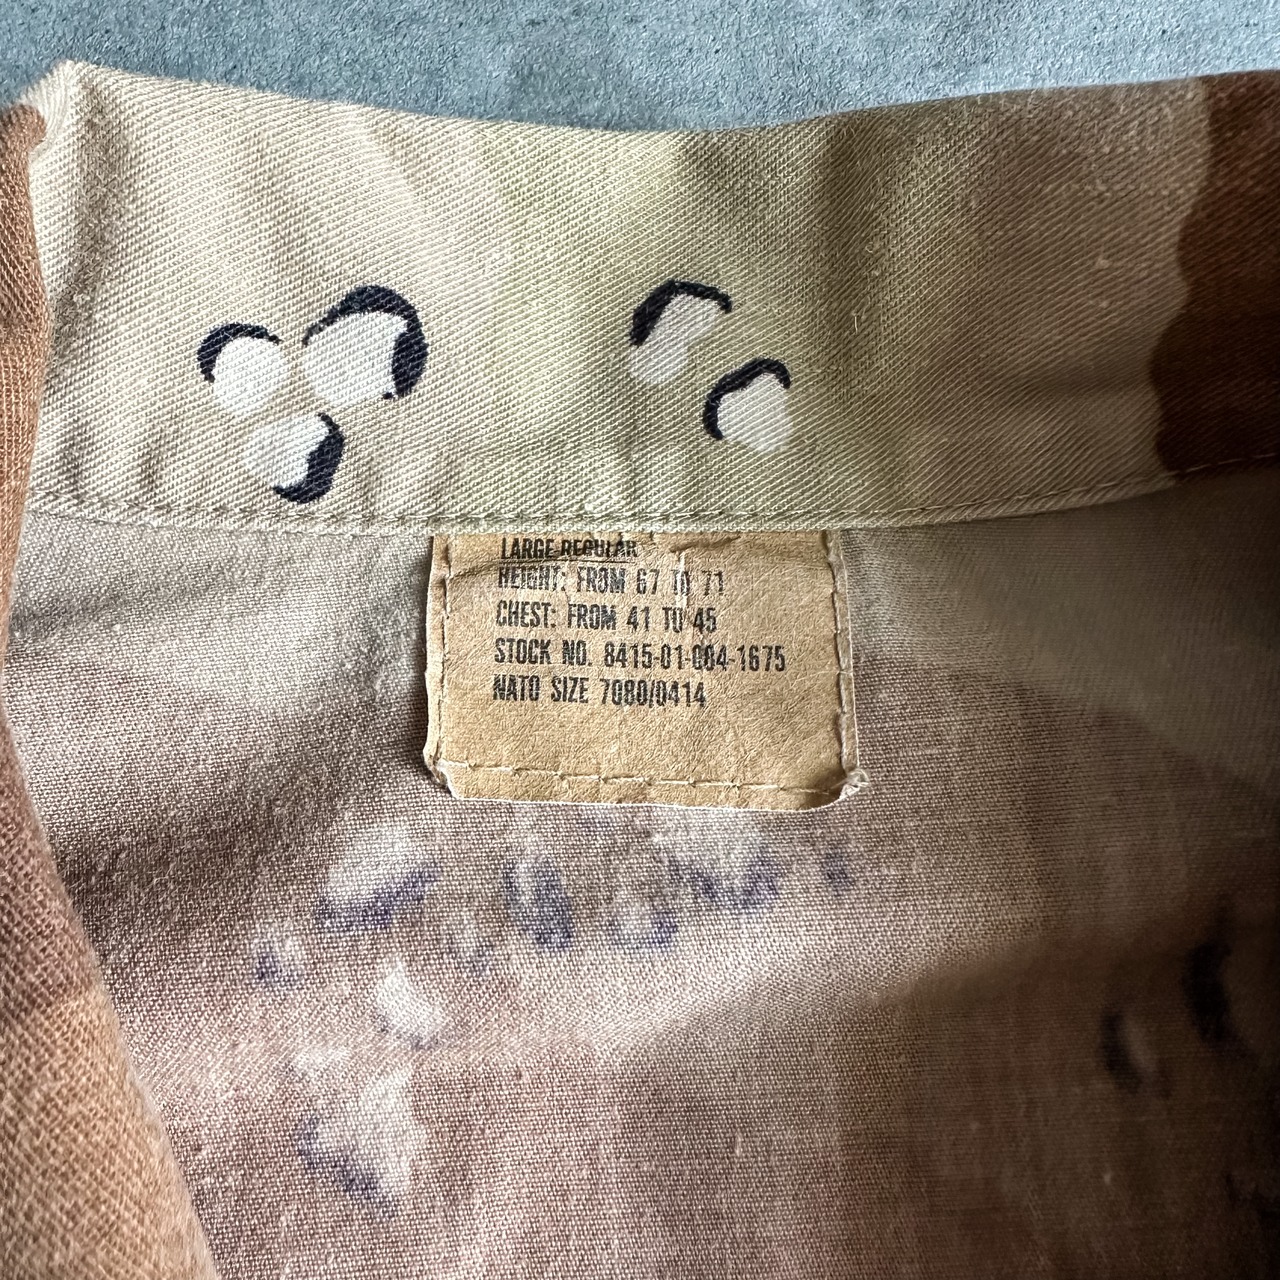 LARGE REGULAR
HEIGHT: FROM 67 TO 71
CHEST: FROM 41 TO 45
STOCK NO. 8415-01-084-1675
NATO SIZE 7080/0414